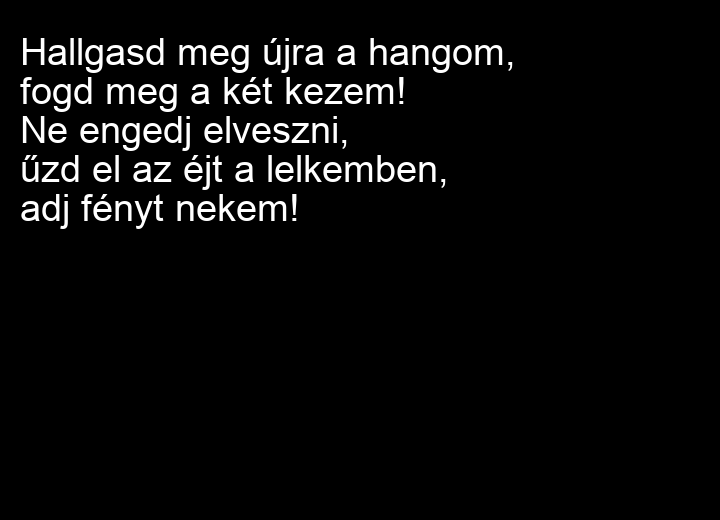 Hallgasd meg újra a hangom,
fogd meg a két kezem!
Ne engedj elveszni,
űzd el az éjt a lelkemben,
adj fényt nekem!